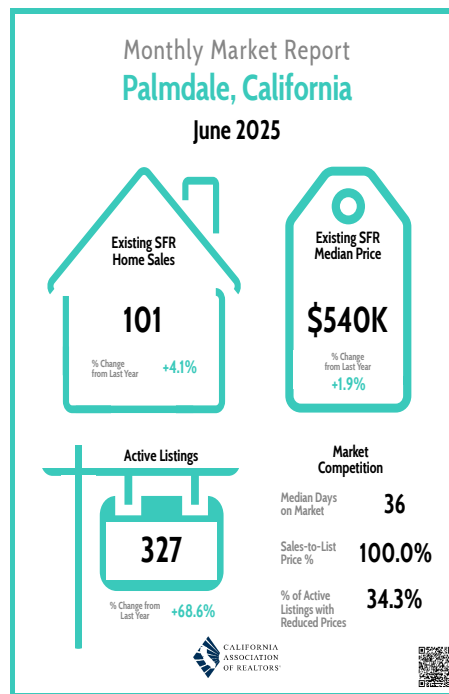 Monthly Market Report
Palmdale, California
June 2025
Existing SFR
Home Sales
101
% Change
from Last Year
+4.1%
Existing SFR
Median Price
$540K
% Change
from Last Year
+1.9%
Active Listings
327
% Change from
Last Year
+68.6%
Market
Competition
Median Days
on Market
36
Sales-to-List
Price %
100.0%
% of Active
Listings with
Reduced Prices
34.3%
CALIFORNIA
ASSOCIATION
OF REALTORS®